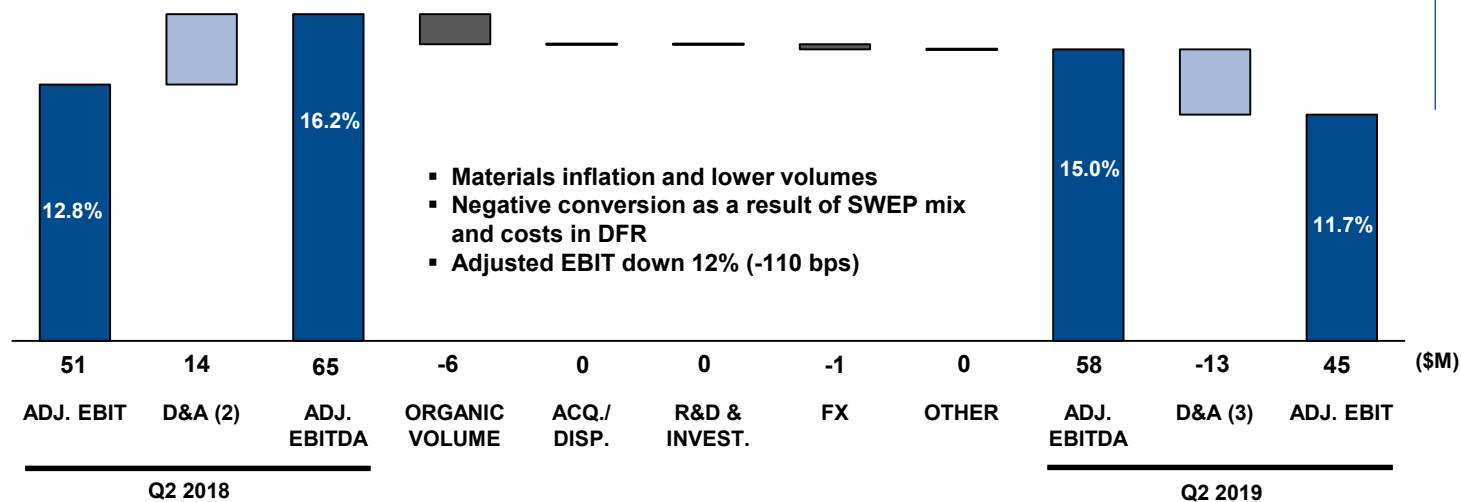 16.2%
15.0%
12.8%
11.7%
▪ Materials inflation and lower volumes
▪ Negative conversion as a result of SWEP mix
and costs in DFR
▪ Adjusted EBIT down 12% (-110 bps)
51 14 65 -6 0 0 -1 0 58 -13 45 ($M)
ADJ. EBIT D&A (2) ADJ. ORGANIC ACQ./ R&D & FX OTHER ADJ. D&A (3) ADJ. EBIT
EBITDA VOLUME DISP. INVEST. EBITDA
Q2 2018 Q2 2019